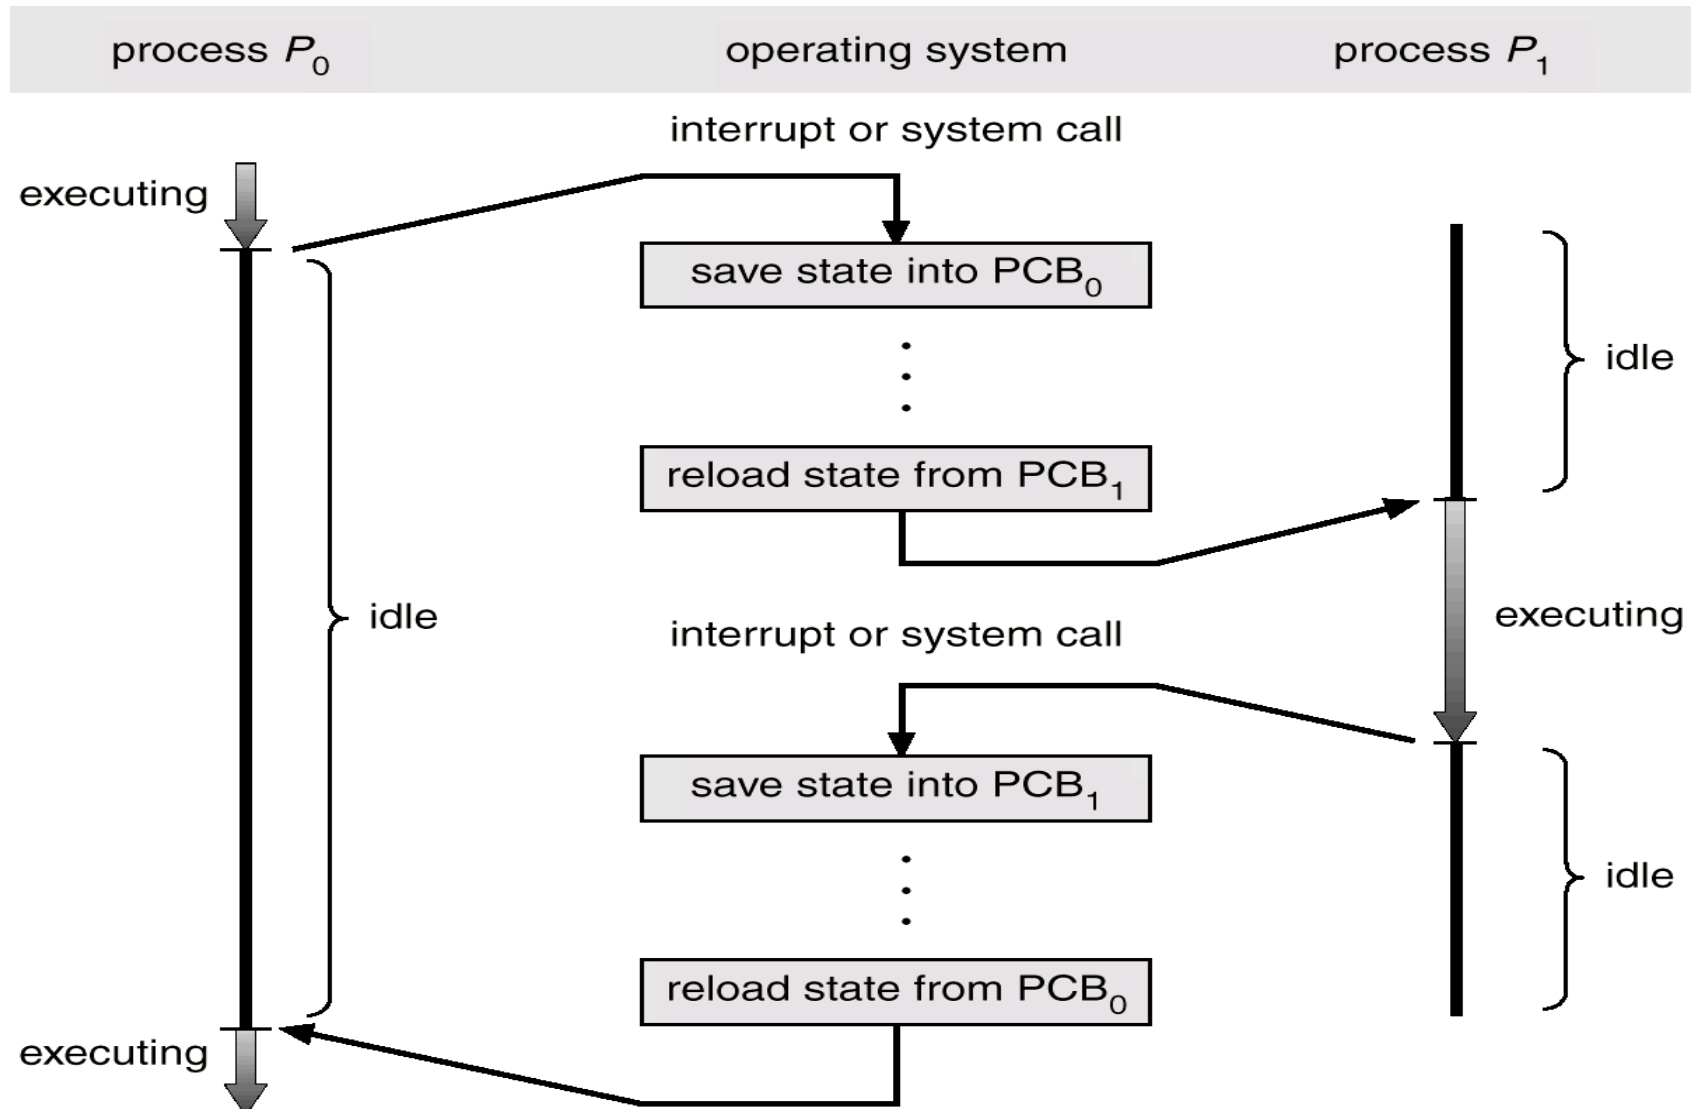 process P0
operating system
process P1
interrupt or system call
executing
save state into PCB0
idle
reload state from PCB1
idle
interrupt or system call
executing
save state into PCB1
idle
reload state from PCB0
executing